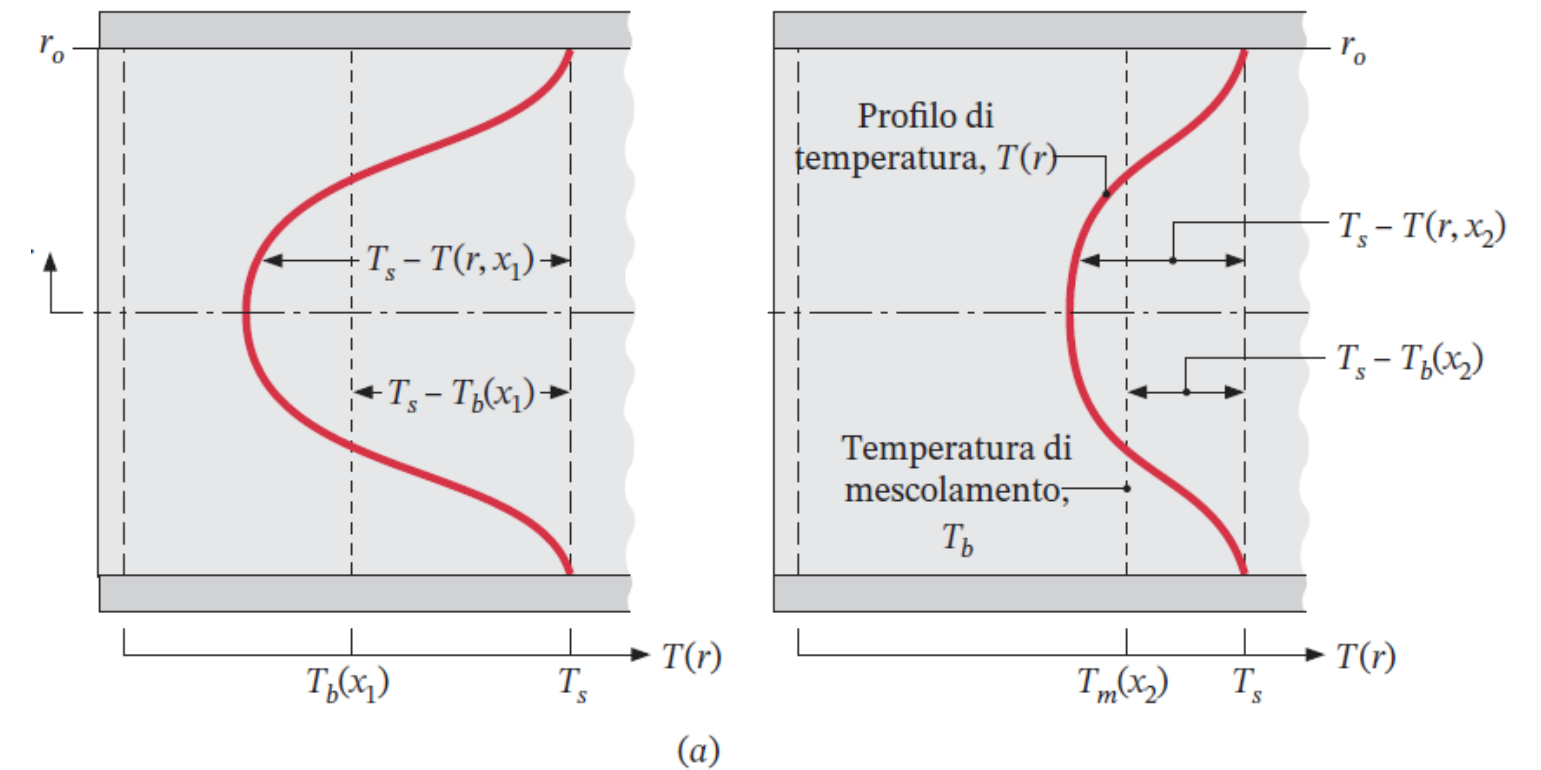 r_o
T_s – T(r, x_1)
T_s – T_b(x_1)
T_b(x_1)
T_s
T(r)
r_o
Profilo di
temperatura, T(r)
T_s – T(r, x_2)
T_s – T_b(x_2)
Temperatura di
mescolamento,
T_b
T_m(x_2)
T_s
T(r)
(a)